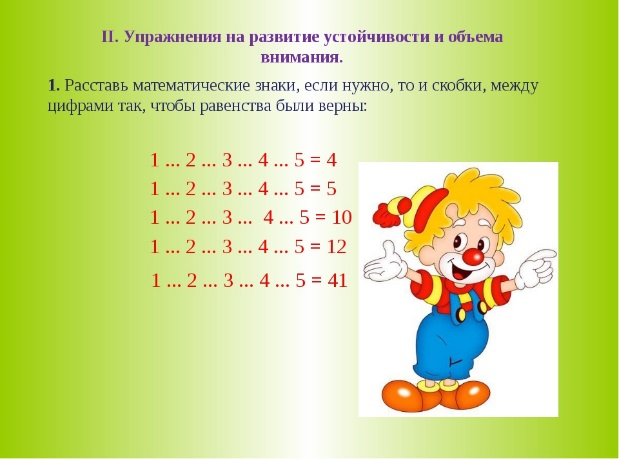 II. Упражнения на развитие устойчивости и объема
внимания.
1. Расставь математические знаки, если нужно, то и скобки, между
цифрами так, чтобы равенства были верны:
1 ... 2 ... 3 ... 4 ... 5 = 4
1 ... 2 ... 3 ... 4 ... 5 = 5
1 ... 2 ... 3 ... 4 ... 5 = 10
1 ... 2 ... 3 ... 4 ... 5 = 12
1 ... 2 ... 3 ... 4 ... 5 = 41